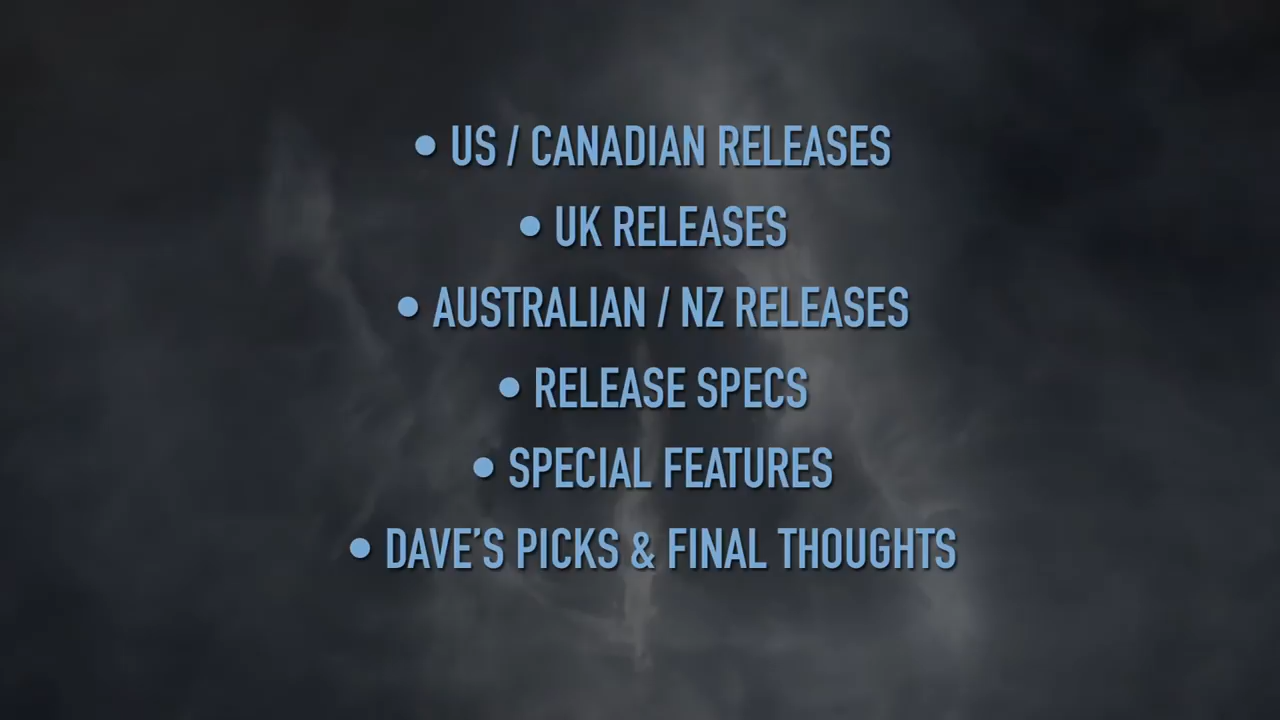 • US / CANADIAN RELEASES
• UK RELEASES
• AUSTRALIAN / NZ RELEASES
• RELEASE SPECS
• SPECIAL FEATURES
• DAVE'S PICKS & FINAL THOUGHTS